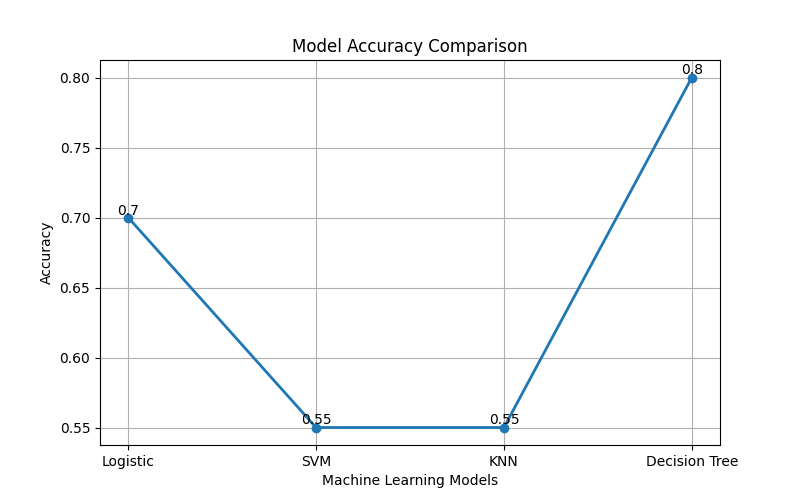 Model Accuracy Comparison
0.80
0.75
0.70
0.65
0.60
0.55
Accuracy
0.7
0.55
0.55
0.8
Logistic SVM KNN Decision Tree
Machine Learning Models